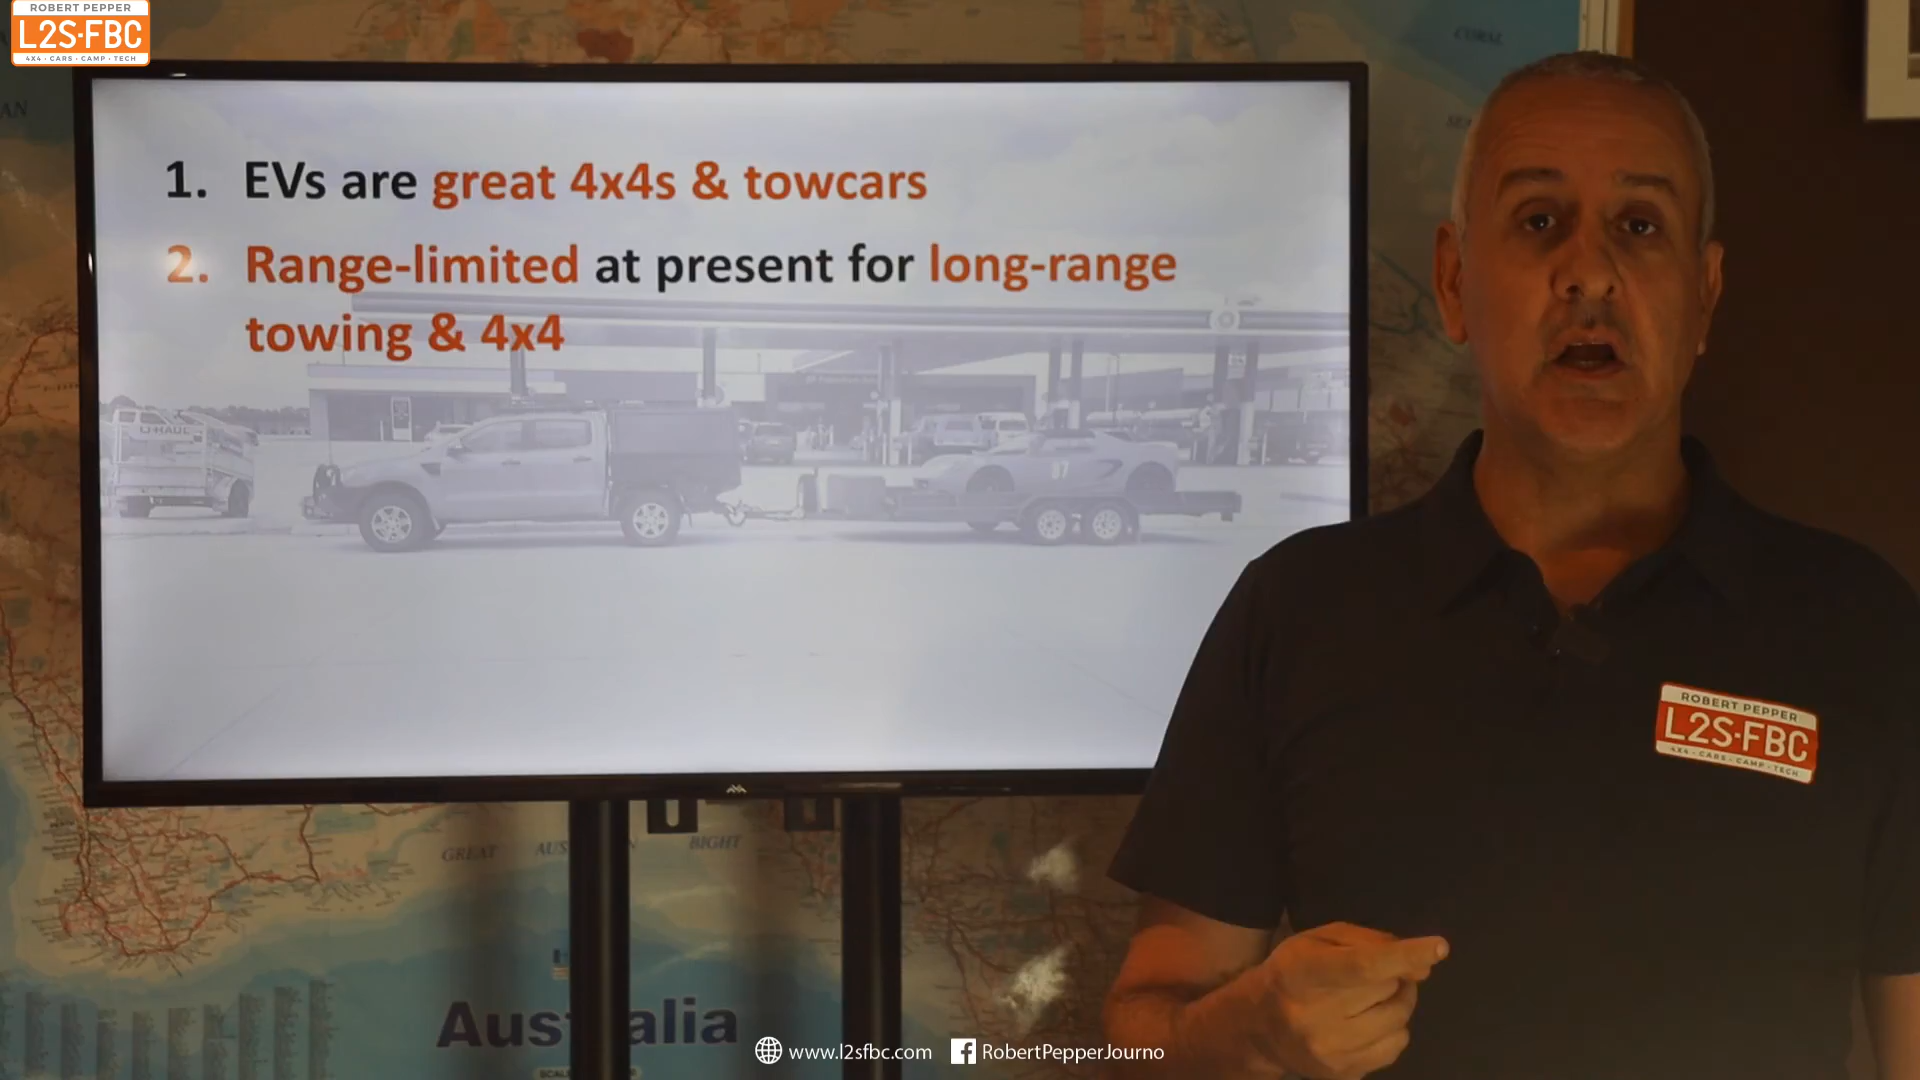 ROBERT PEPPER
L2S·FBC
4X4 · CARS · CAMP · TECH
CORAL
AN
1. EVs are great 4x4s & towcars
2. Range-limited at present for long-range
towing & 4x4
U-HAUL
ROBERT PEPPER
L2S·FBC
4X4 · CARS · CAMP · TECH
GREAT
BIGHT
www.l2sfbc.com
RobertPepperJourno